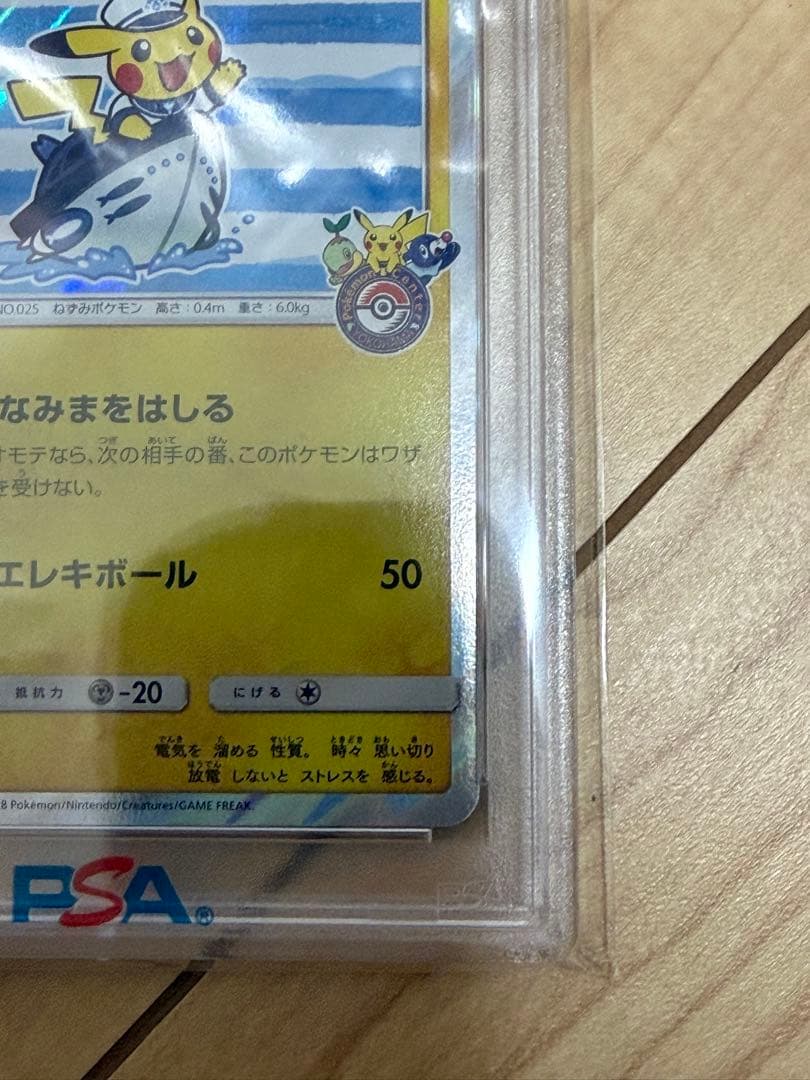 NO.025 ねずみポケモン 高さ：0.4m 重さ：6.0kg
Pokémon Center
YOKOHAMA
なみまをはしる
オモテなら、次の相手の番、このポケモンはワザ
を受けない。
エレキボール 50
抵抗力 -20 にげる
電気を 溜める 性質。 時々 思い切り
放電 しないと ストレスを 感じる。
8 Pokémon/Nintendo/Creatures/GAME FREAK.
PSA®
PSA